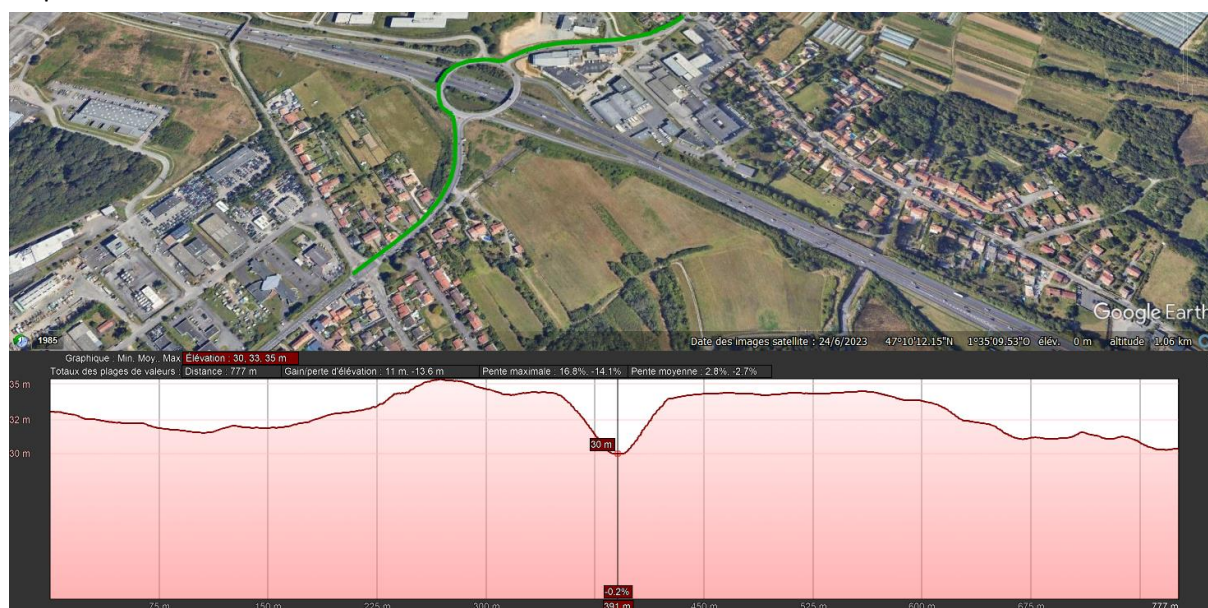 Google Earth
1985
Date des images satellite : 24/6/2023 47°10'12.15"N 1°35'09.53"O élév. 0 m altitude 1.06 km
Graphique : Min, Moy., Max Élévation : 30, 33, 35 m
Totaux des plages de valeurs : Distance : 777 m Gain/perte d'élévation : 11 m, -13.6 m Pente maximale : 16.8%, -14.1% Pente moyenne : 2.8%, -2.7%
35 m
32 m
30 m
30 m
-0.2%
75 m 150 m 225 m 300 m 391 m 450 m 525 m 600 m 675 m 777 m